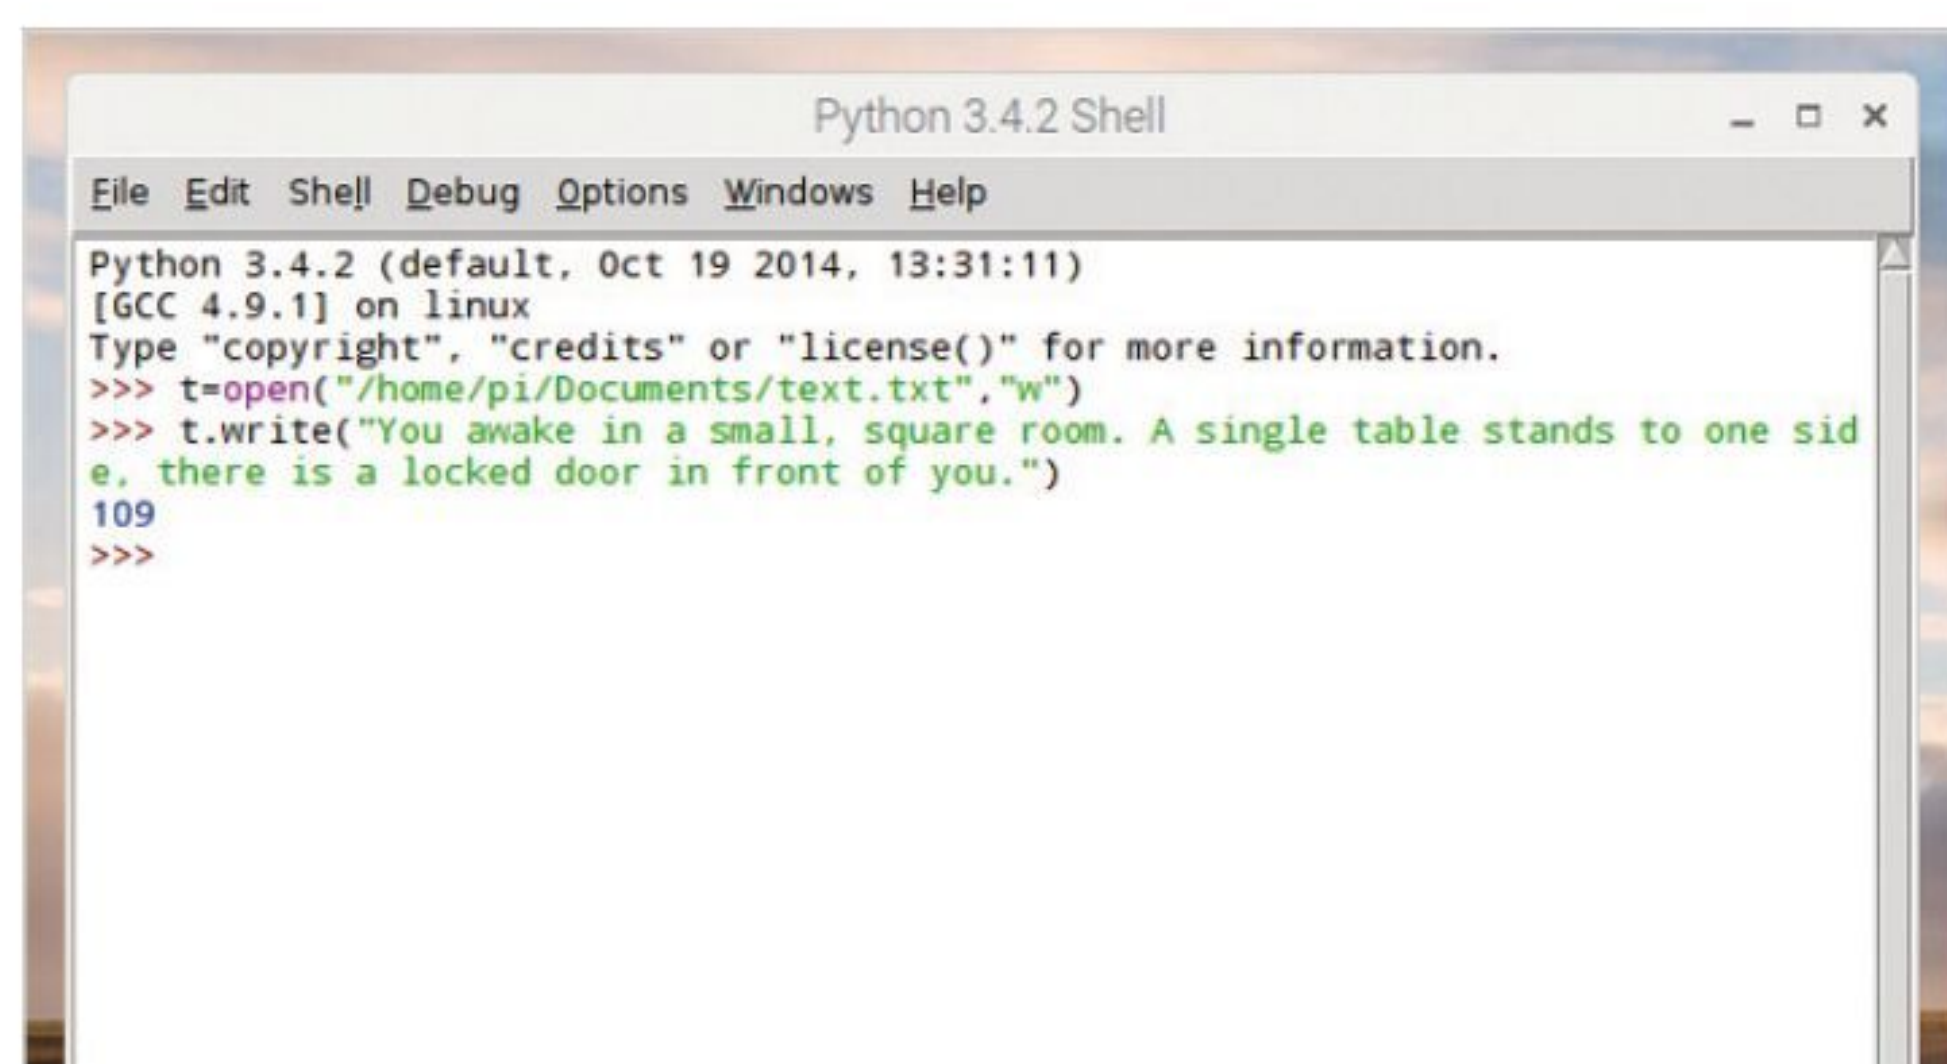 Python 3.4.2 Shell
File Edit Shell Debug Options Windows Help
Python 3.4.2 (default, Oct 19 2014, 13:31:11)
[GCC 4.9.1] on linux
Type "copyright", "credits" or "license()" for more information.
>>> t=open("/home/pi/Documents/text.txt","w")
>>> t.write("You awake in a small, square room. A single table stands to one sid
e, there is a locked door in front of you.")
109
>>>